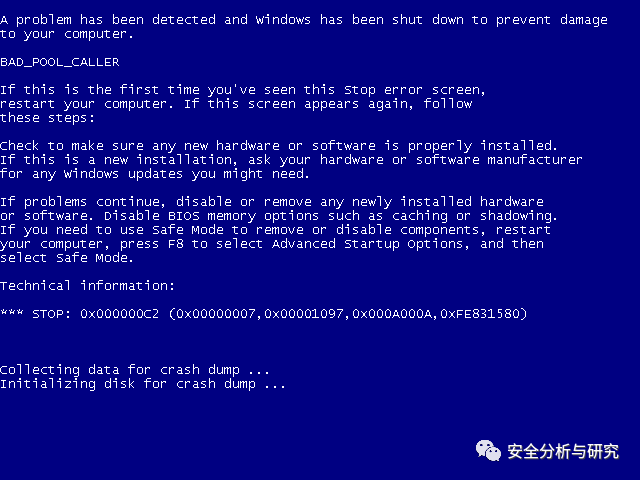 A problem has been detected and Windows has been shut down to prevent damage
to your computer.
BAD_POOL_CALLER
If this is the first time you've seen this Stop error screen,
restart your computer. If this screen appears again, follow
these steps:
Check to make sure any new hardware or software is properly installed.
If this is a new installation, ask your hardware or software manufacturer
for any Windows updates you might need.
If problems continue, disable or remove any newly installed hardware
or software. Disable BIOS memory options such as caching or shadowing.
If you need to use Safe Mode to remove or disable components, restart
your computer, press F8 to select Advanced Startup Options, and then
select Safe Mode.
Technical information:
*** STOP: 0x000000C2 (0x00000007,0x00001097,0x000A000A,0xFE831580)
Collecting data for crash dump ...
Initializing disk for crash dump ...
安全分析与研究